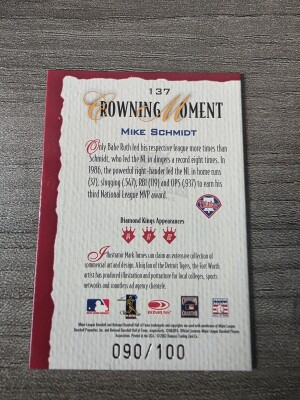 137
CROWNING MOMENT
MIKE SCHMIDT
Only Babe Ruth led his respective league more times than
Schmidt, who led the NL in dingers a record eight times. In
1986, the powerful right-hander led the NL in home runs
(37), slugging (.547), RBI (119) and OPS (.937) to earn his
third National League MVP award.
Diamond Kings Appearances
Illustrator Mark Turnes can claim an extensive collection of
commercial art and design. A big fan of the Detroit Tigers, the Fort Worth
artist has produced illustration and portraiture for local colleges, sports
networks and countless ad agency clientele.
090/100